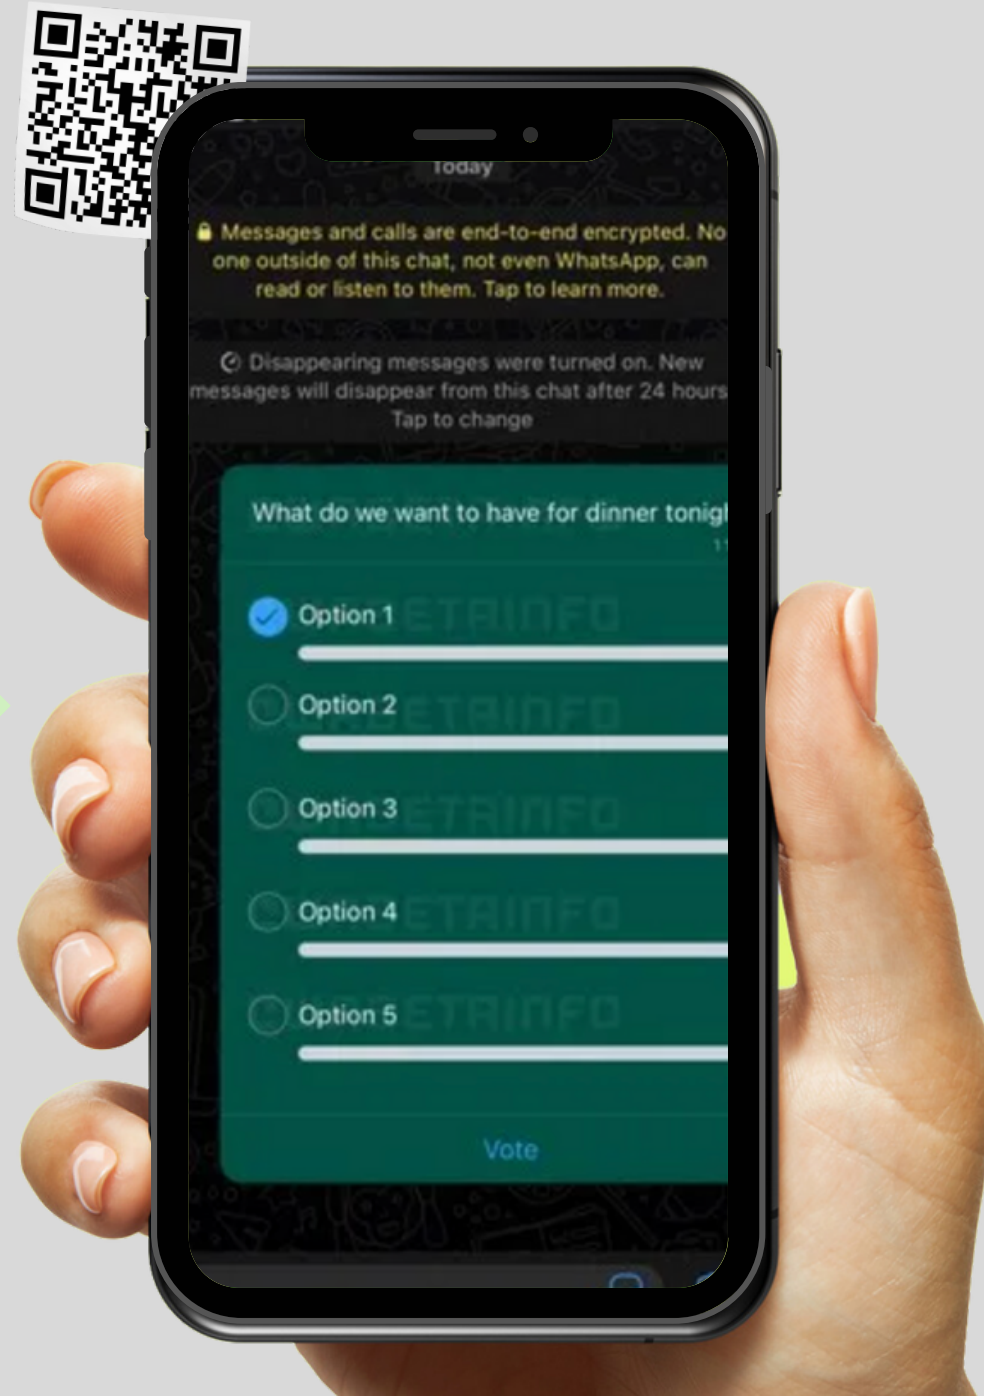 Today
Messages and calls are end-to-end encrypted. No
one outside of this chat, not even WhatsApp, can
read or listen to them. Tap to learn more.
Disappearing messages were turned on. New
messages will disappear from this chat after 24 hours
Tap to change
What do we want to have for dinner tonigh
11
Option 1
Option 2
Option 3
Option 4
Option 5
Vote